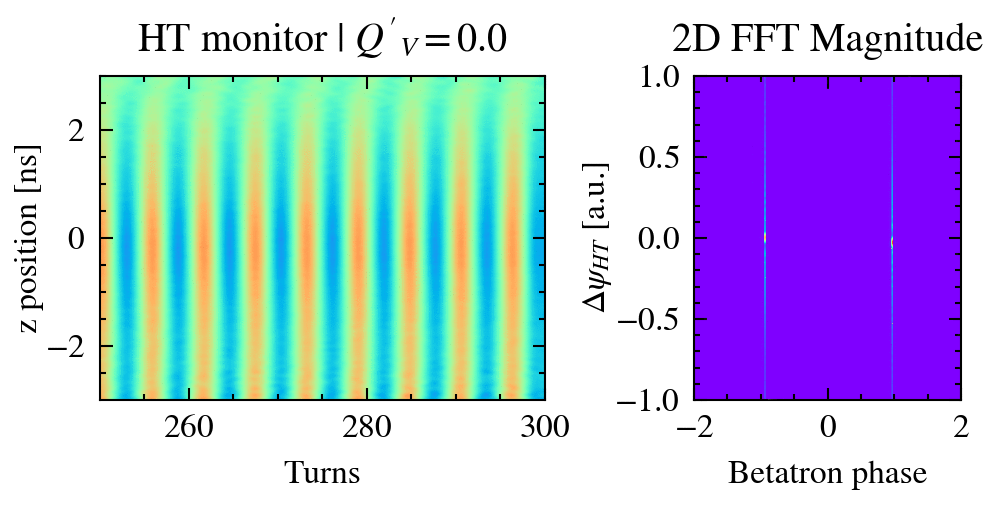 HT monitor | Q′V = 0.0
z position [ns]
2
0
−2
260
280
300
Turns
2D FFT Magnitude
ΔψHT [a.u.]
1.0
0.5
0.0
−0.5
−1.0
−2
0
2
Betatron phase